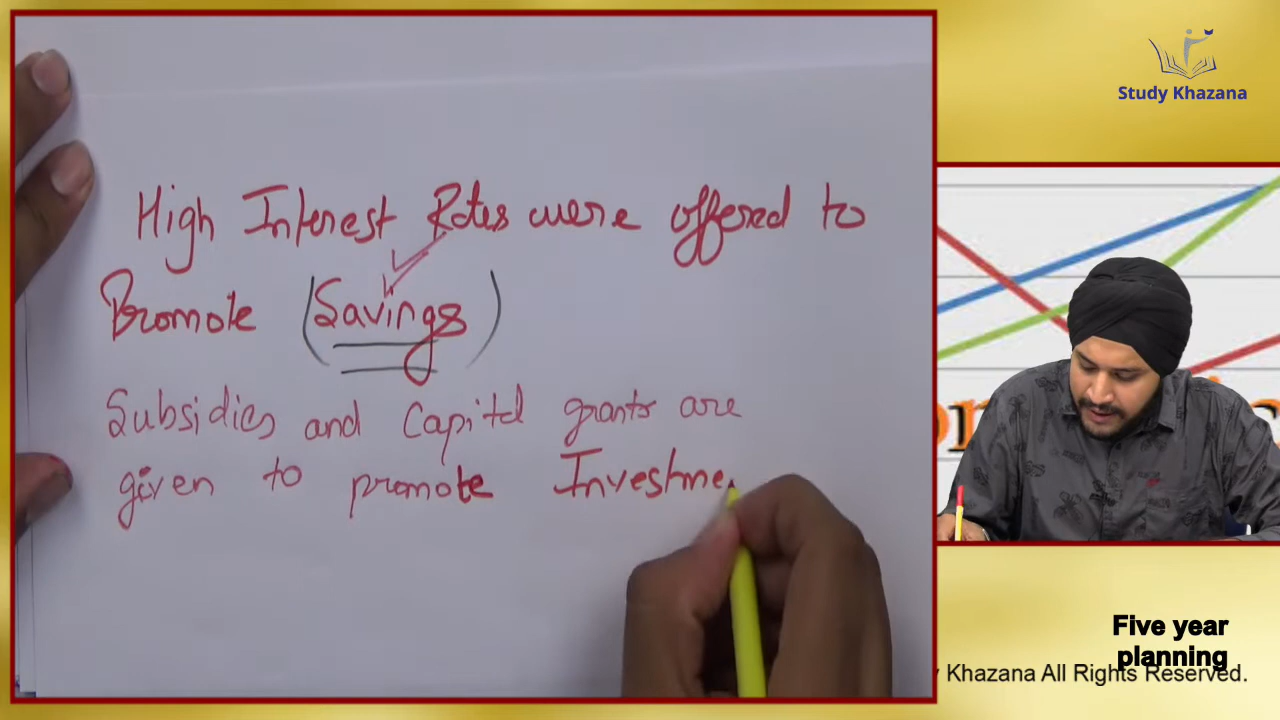 High Interest Rates were offered to
Promote (Savings)
Subsidies and Capital grants are
given to promote Investme
Study Khazana
Five year
planning
y Khazana All Rights Reserved.